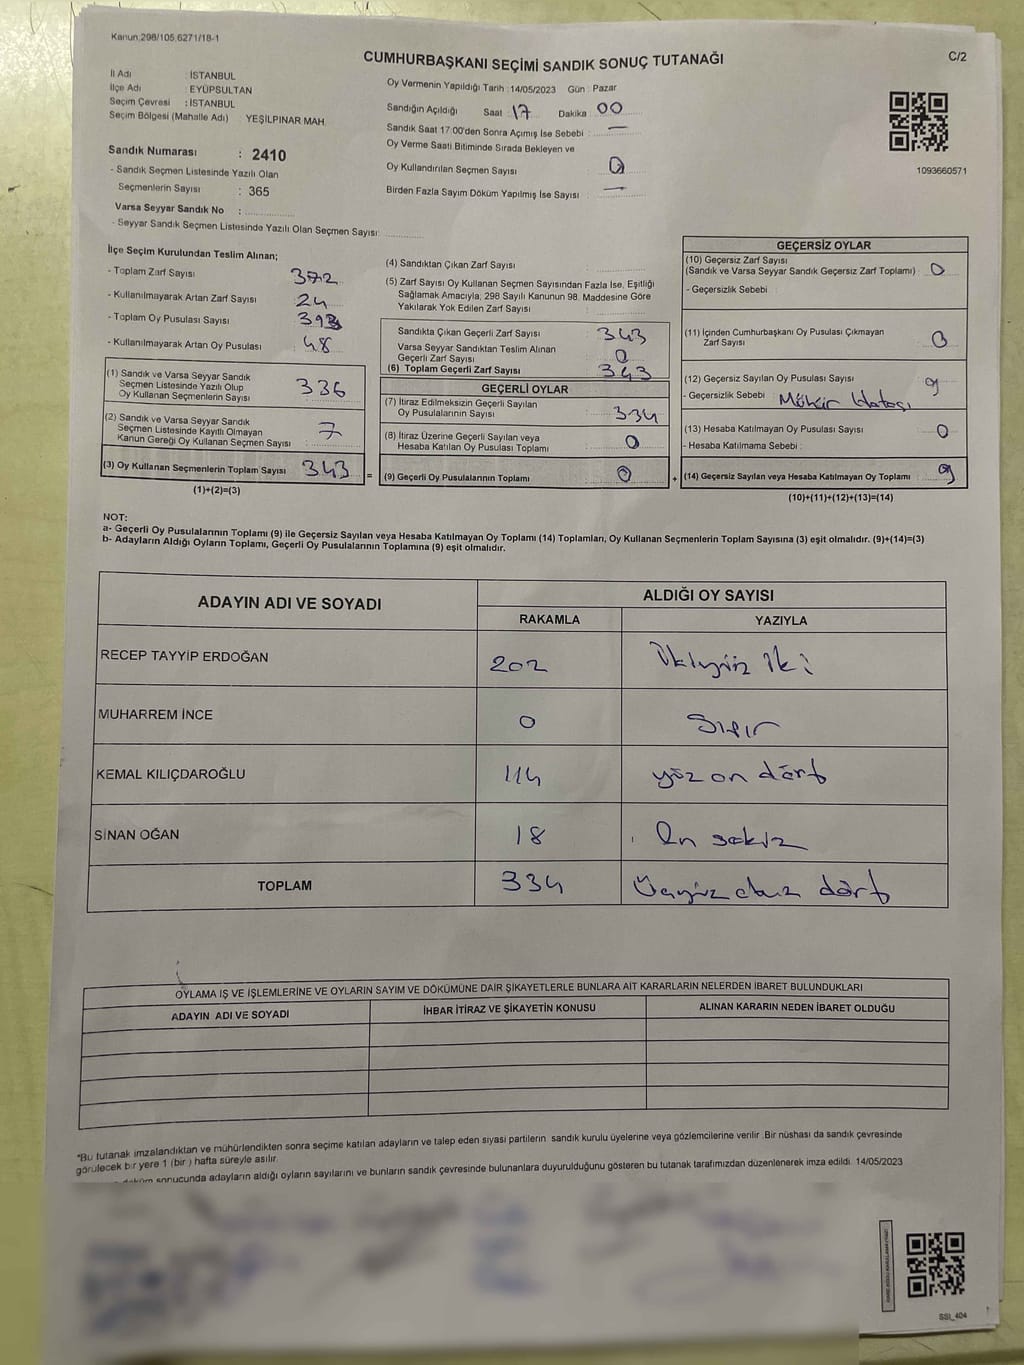 Kanun,298/105,6271/18-1
CUMHURBAŞKANI SEÇİMİ SANDIK SONUÇ TUTANAĞI
C/2
İl Adı : İSTANBUL
İlçe Adı : EYÜPSULTAN
Seçim Çevresi : İSTANBUL
Seçim Bölgesi (Mahalle Adı) YEŞİLPINAR MAH.
Sandık Numarası : 2410
- Sandık Seçmen Listesinde Yazılı Olan
Seçmenlerin Sayısı : 365
Varsa Seyyar Sandık No :
- Seyyar Sandık Seçmen Listesinde Yazılı Olan Seçmen Sayısı:
Oy Vermenin Yapıldığı Tarih :14/05/2023 Gün : Pazar
Sandığın Açıldığı Saat 17 Dakika 00
Sandık Saat 17:00'den Sonra Açılmış İse Sebebi : —
Oy Verme Saati Bitiminde Sırada Bekleyen ve
Oy Kullandırılan Seçmen Sayısı : 0
Birden Fazla Sayım Döküm Yapılmış İse Sayısı : —
1093660571
İlçe Seçim Kurulundan Teslim Alınan;
- Toplam Zarf Sayısı 372
- Kullanılmayarak Artan Zarf Sayısı 24
- Toplam Oy Pusulası Sayısı
- Kullanılmayarak Artan Oy Pusulası 48
(1) Sandık ve Varsa Seyyar Sandık
Seçmen Listesinde Yazılı Olup
Oy Kullanan Seçmenlerin Sayısı 336
(2) Sandık ve Varsa Seyyar Sandık
Seçmen Listesinde Kayıtlı Olmayan
Kanun Gereği Oy Kullanan Seçmen Sayısı 7
(3) Oy Kullanan Seçmenlerin Toplam Sayısı 343
(1)+(2)=(3)
(4) Sandıktan Çıkan Zarf Sayısı :
(5) Zarf Sayısı Oy Kullanan Seçmen Sayısından Fazla İse, Eşitliği
Sağlamak Amacıyla, 298 Sayılı Kanunun 98. Maddesine Göre
Yakılarak Yok Edilen Zarf Sayısı :
Sandıkta Çıkan Geçerli Zarf Sayısı : 343
Varsa Seyyar Sandıktan Teslim Alınan
Geçerli Zarf Sayısı : 0
(6) Toplam Geçerli Zarf Sayısı : 343
GEÇERLİ OYLAR
(7) İtiraz Edilmeksizin Geçerli Sayılan
Oy Pusulalarının Sayısı : 334
(8) İtiraz Üzerine Geçerli Sayılan veya
Hesaba Katılan Oy Pusulası Toplamı : 0
= (9) Geçerli Oy Pusulalarının Toplamı : 0 +
GEÇERSİZ OYLAR
(10) Geçersiz Zarf Sayısı
(Sandık ve Varsa Seyyar Sandık Geçersiz Zarf Toplamı) : 0
- Geçersizlik Sebebi :
(11) İçinden Cumhurbaşkanı Oy Pusulası Çıkmayan
Zarf Sayısı : 0
(12) Geçersiz Sayılan Oy Pusulası Sayısı : 9
- Geçersizlik Sebebi : Mühür Hatası
(13) Hesaba Katılmayan Oy Pusulası Sayısı : 0
- Hesaba Katılmama Sebebi :
(14) Geçersiz Sayılan veya Hesaba Katılmayan Oy Toplamı : 9
(10)+(11)+(12)+(13)=(14)
NOT:
a- Geçerli Oy Pusulalarının Toplamı (9) ile Geçersiz Sayılan veya Hesaba Katılmayan Oy Toplamı (14) Toplamları, Oy Kullanan Seçmenlerin Toplam Sayısına (3) eşit olmalıdır. (9)+(14)=(3)
b- Adayların Aldığı Oyların Toplamı, Geçerli Oy Pusulalarının Toplamına (9) eşit olmalıdır.
ADAYIN ADI VE SOYADI
ALDIĞI OY SAYISI
RAKAMLA YAZIYLA
RECEP TAYYİP ERDOĞAN 202 İkiyüz iki
MUHARREM İNCE 0 Sıfır
KEMAL KILIÇDAROĞLU 114 yüz on dört
SİNAN OĞAN 18 On sekiz
TOPLAM 334 Üçyüz otuz dört
OYLAMA İŞ VE İŞLEMLERİNE VE OYLARIN SAYIM VE DÖKÜMÜNE DAİR ŞİKAYETLERLE BUNLARA AİT KARARLARIN NELERDEN İBARET BULUNDUKLARI
ADAYIN ADI VE SOYADI İHBAR İTİRAZ VE ŞİKAYETİN KONUSU ALINAN KARARIN NEDEN İBARET OLDUĞU
*Bu tutanak imzalandıktan ve mühürlendikten sonra seçime katılan adayların ve talep eden siyasi partilerin sandık kurulu üyelerine veya gözlemcilerine verilir. Bir nüshası da sandık çevresinde
görülecek bir yere 1 (bir) hafta süreyle asılır.
döküm sonucunda adayların aldığı oyların sayılarını ve bunların sandık çevresinde bulunanlara duyurulduğunu gösteren bu tutanak tarafımızdan düzenlenerek imza edildi. 14/05/2023
SSI_404